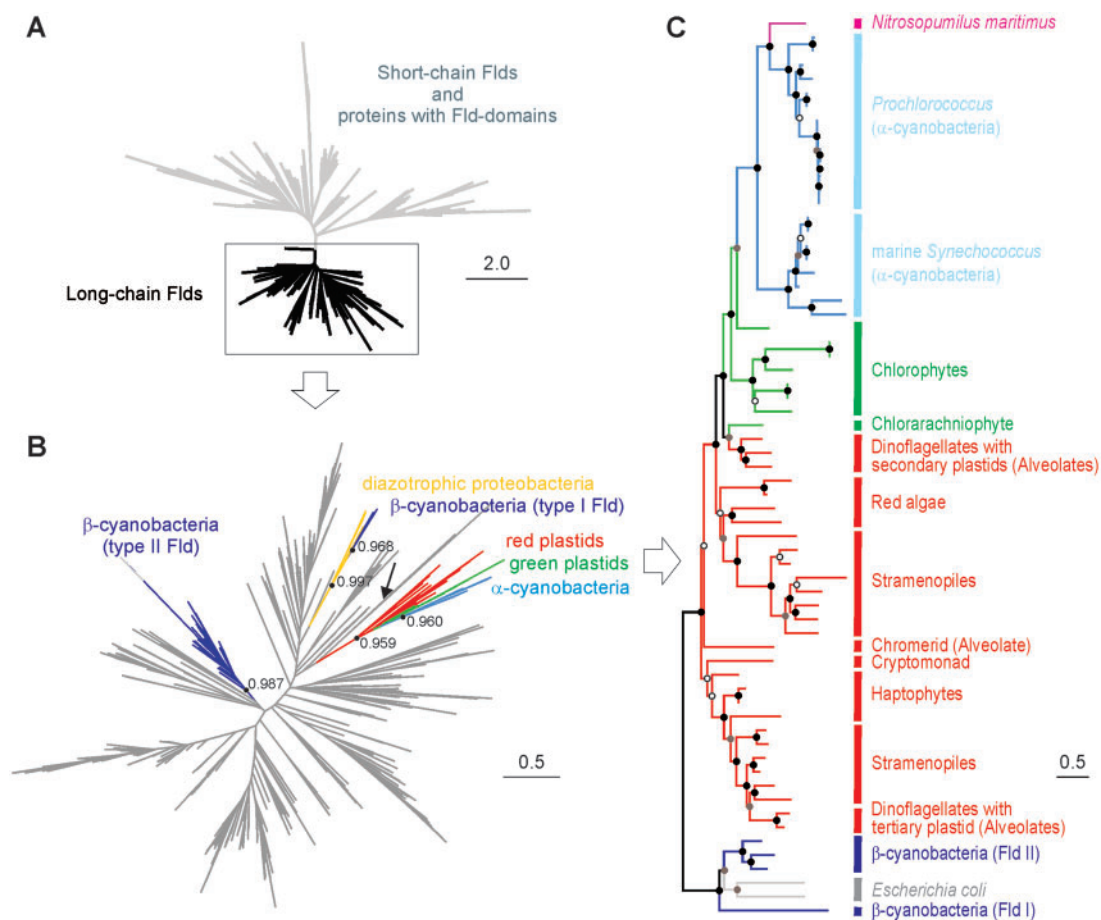 A
Short-chain Flds
and
proteins with Fld-domains
2.0
Long-chain Flds
B
diazotrophic proteobacteria
β-cyanobacteria (type I Fld)
β-cyanobacteria
(type II Fld)
red plastids
green plastids
α-cyanobacteria
0.968
0.997
0.960
0.959
0.987
0.5
C
Nitrosopumilus maritimus
Prochlorococcus
(α-cyanobacteria)
marine Synechococcus
(α-cyanobacteria)
Chlorophytes
Chlorarachniophyte
Dinoflagellates with
secondary plastids (Alveolates)
Red algae
Stramenopiles
Chromerid (Alveolate)
Cryptomonad
Haptophytes
Stramenopiles
0.5
Dinoflagellates with
tertiary plastid (Alveolates)
β-cyanobacteria (Fld II)
Escherichia coli
β-cyanobacteria (Fld I)